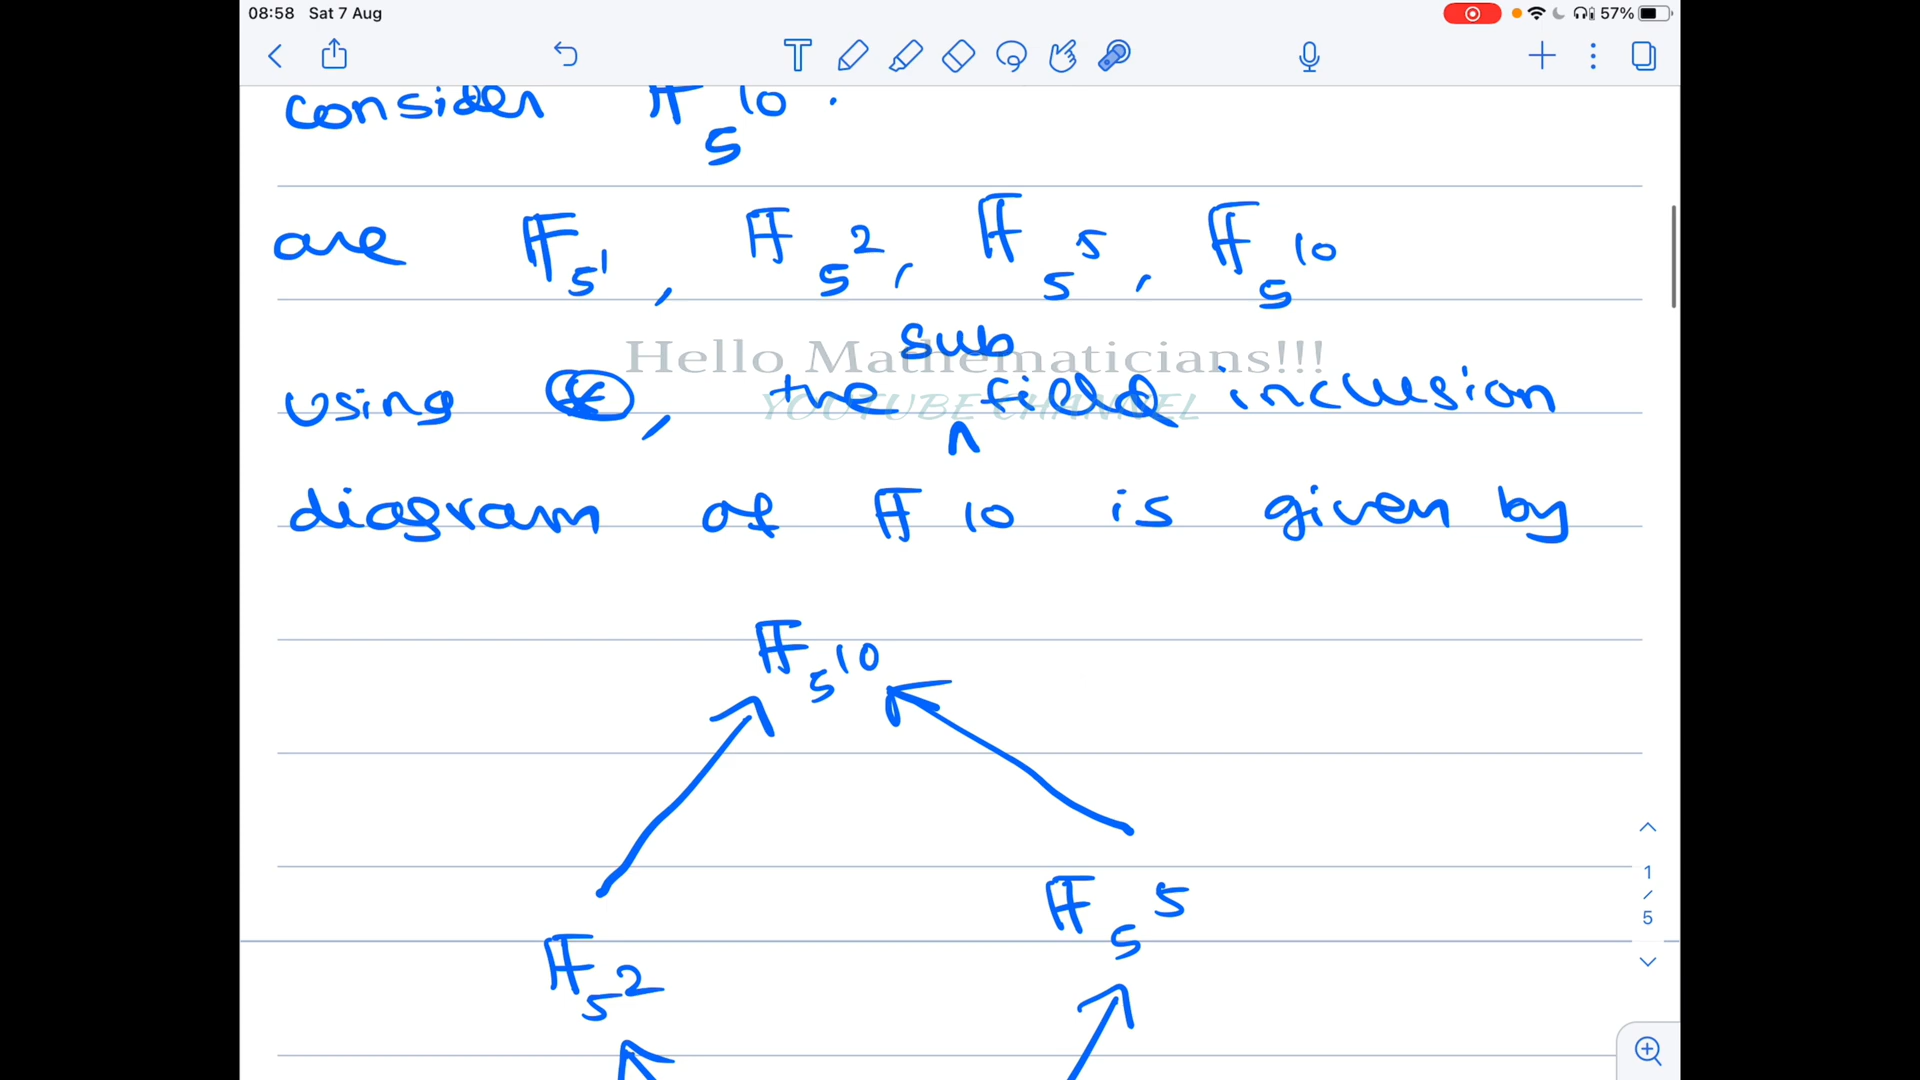 08:58 Sat 7 Aug 57%
consider 𝔽_5^10 .
are 𝔽_5^1, 𝔽_5^2, 𝔽_5^5, 𝔽_5^10
Hello Mathematicians!!!
sub
using (*), the ^ field inclusion
YOUTUBE CHANNEL
diagram of 𝔽 10 is given by
𝔽_5^10
𝔽_5^5
𝔽_5^2
1
/
5